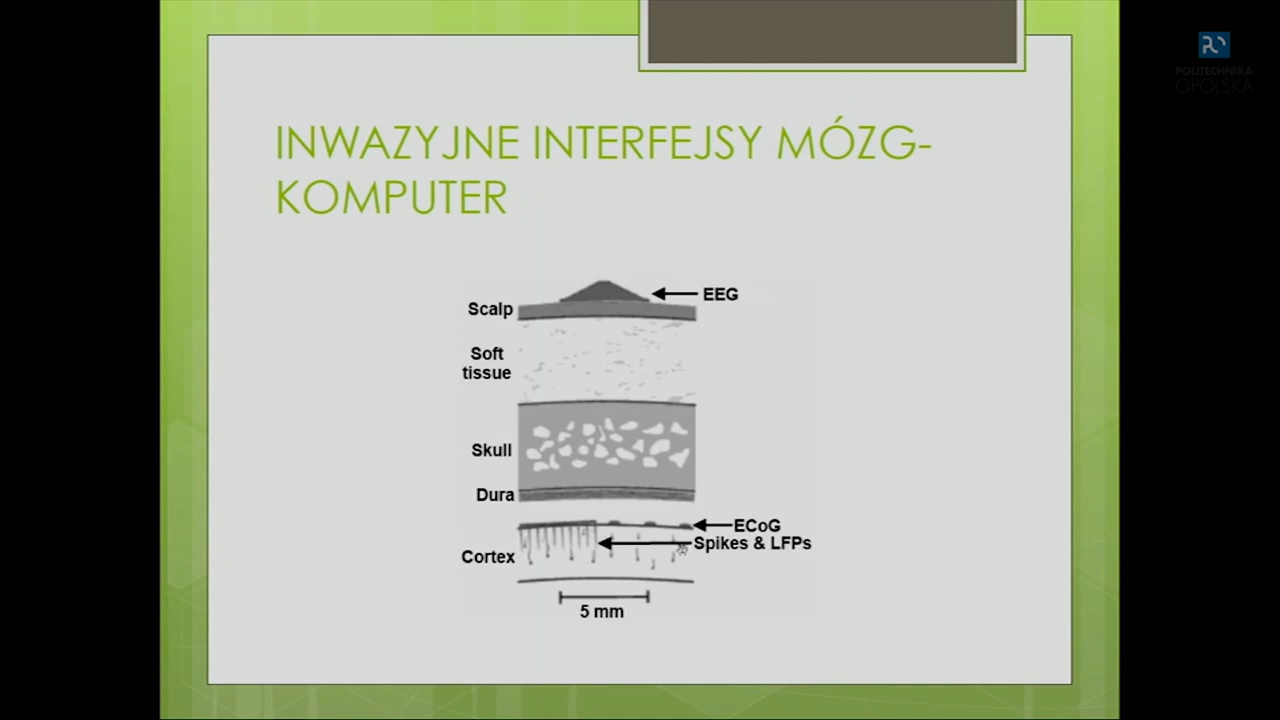 POLITECHNIKA
OPOLSKA
INWAZYJNE INTERFEJSY MÓZG-
KOMPUTER
EEG
Scalp
Soft
tissue
Skull
Dura
ECoG
Spikes & LFPs
Cortex
5 mm